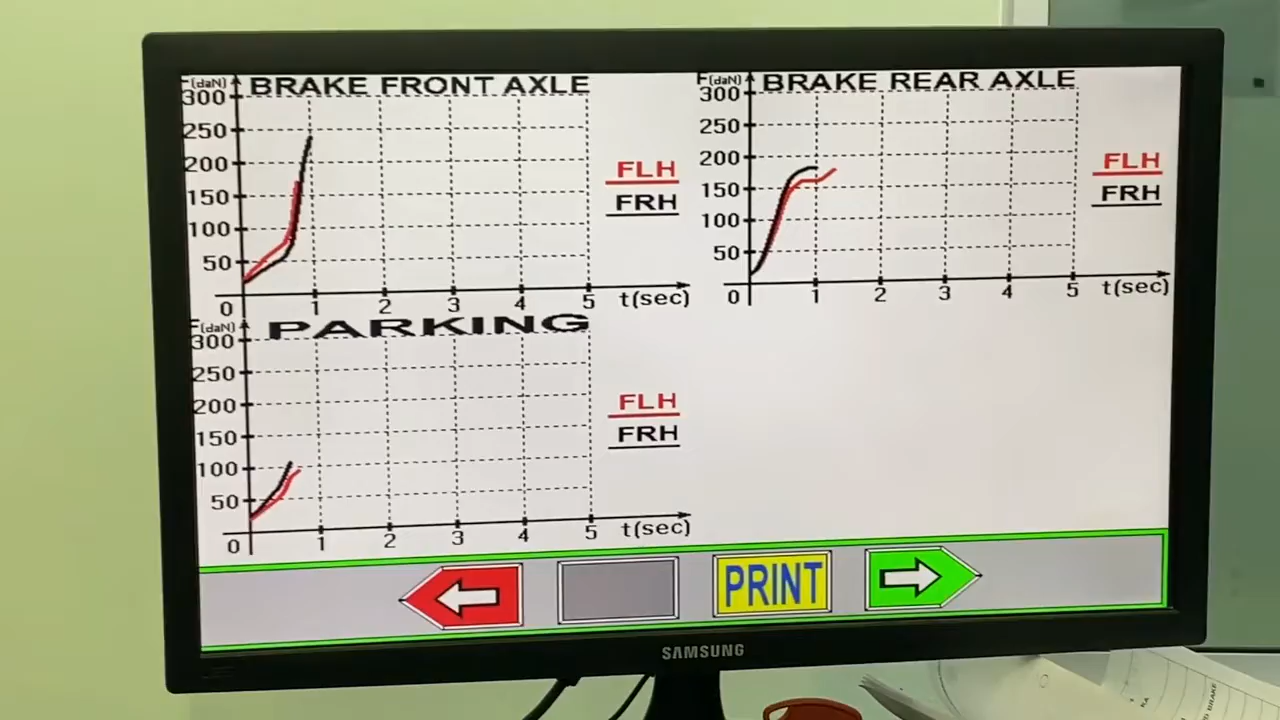 F(daN) BRAKE FRONT AXLE
300
250
200
150
100
50
0 1 2 3 4 5 t(sec)
FLH
FRH
F(daN) BRAKE REAR AXLE
300
250
200
150
100
50
0 1 2 3 4 5 t(sec)
FLH
FRH
F(daN) PARKING
300
250
200
150
100
50
0 1 2 3 4 5 t(sec)
FLH
FRH
PRINT
SAMSUNG
BRAKE